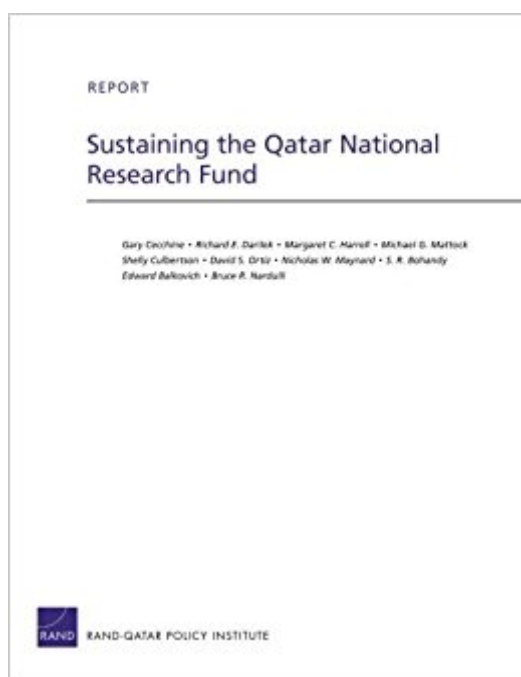 REPORT
Sustaining the Qatar National
Research Fund
Gary Cecchine • Richard E. Darilek • Margaret C. Harrell • Michael G. Mattock
Shelly Culbertson • David S. Ortiz • Nicholas W. Maynard • S. R. Bohandy
Edward Balkovich • Bruce R. Nardulli
RAND
RAND-QATAR POLICY INSTITUTE